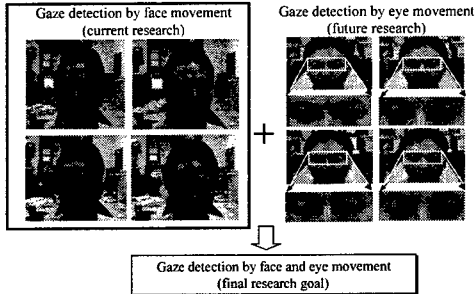 Gaze detection by face movement
(current research)
Gaze detection by eye movement
(future research)
+
Gaze detection by face and eye movement
(final research goal)